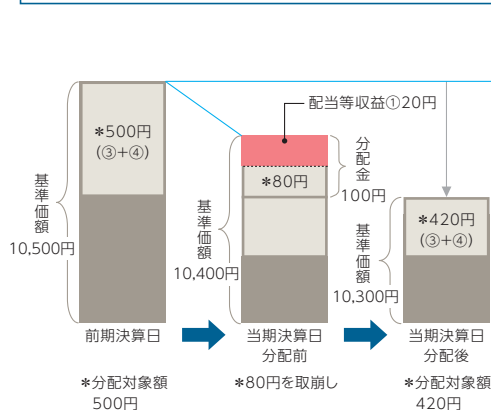 配当等収益①20円
*500円
(③+④)
基準価額
10,500円
分配金
100円
*80円
基準価額
10,400円
*420円
(③+④)
基準価額
10,300円
前期決算日
当期決算日
分配前
当期決算日
分配後
*分配対象額
500円
*80円を取崩し
*分配対象額
420円